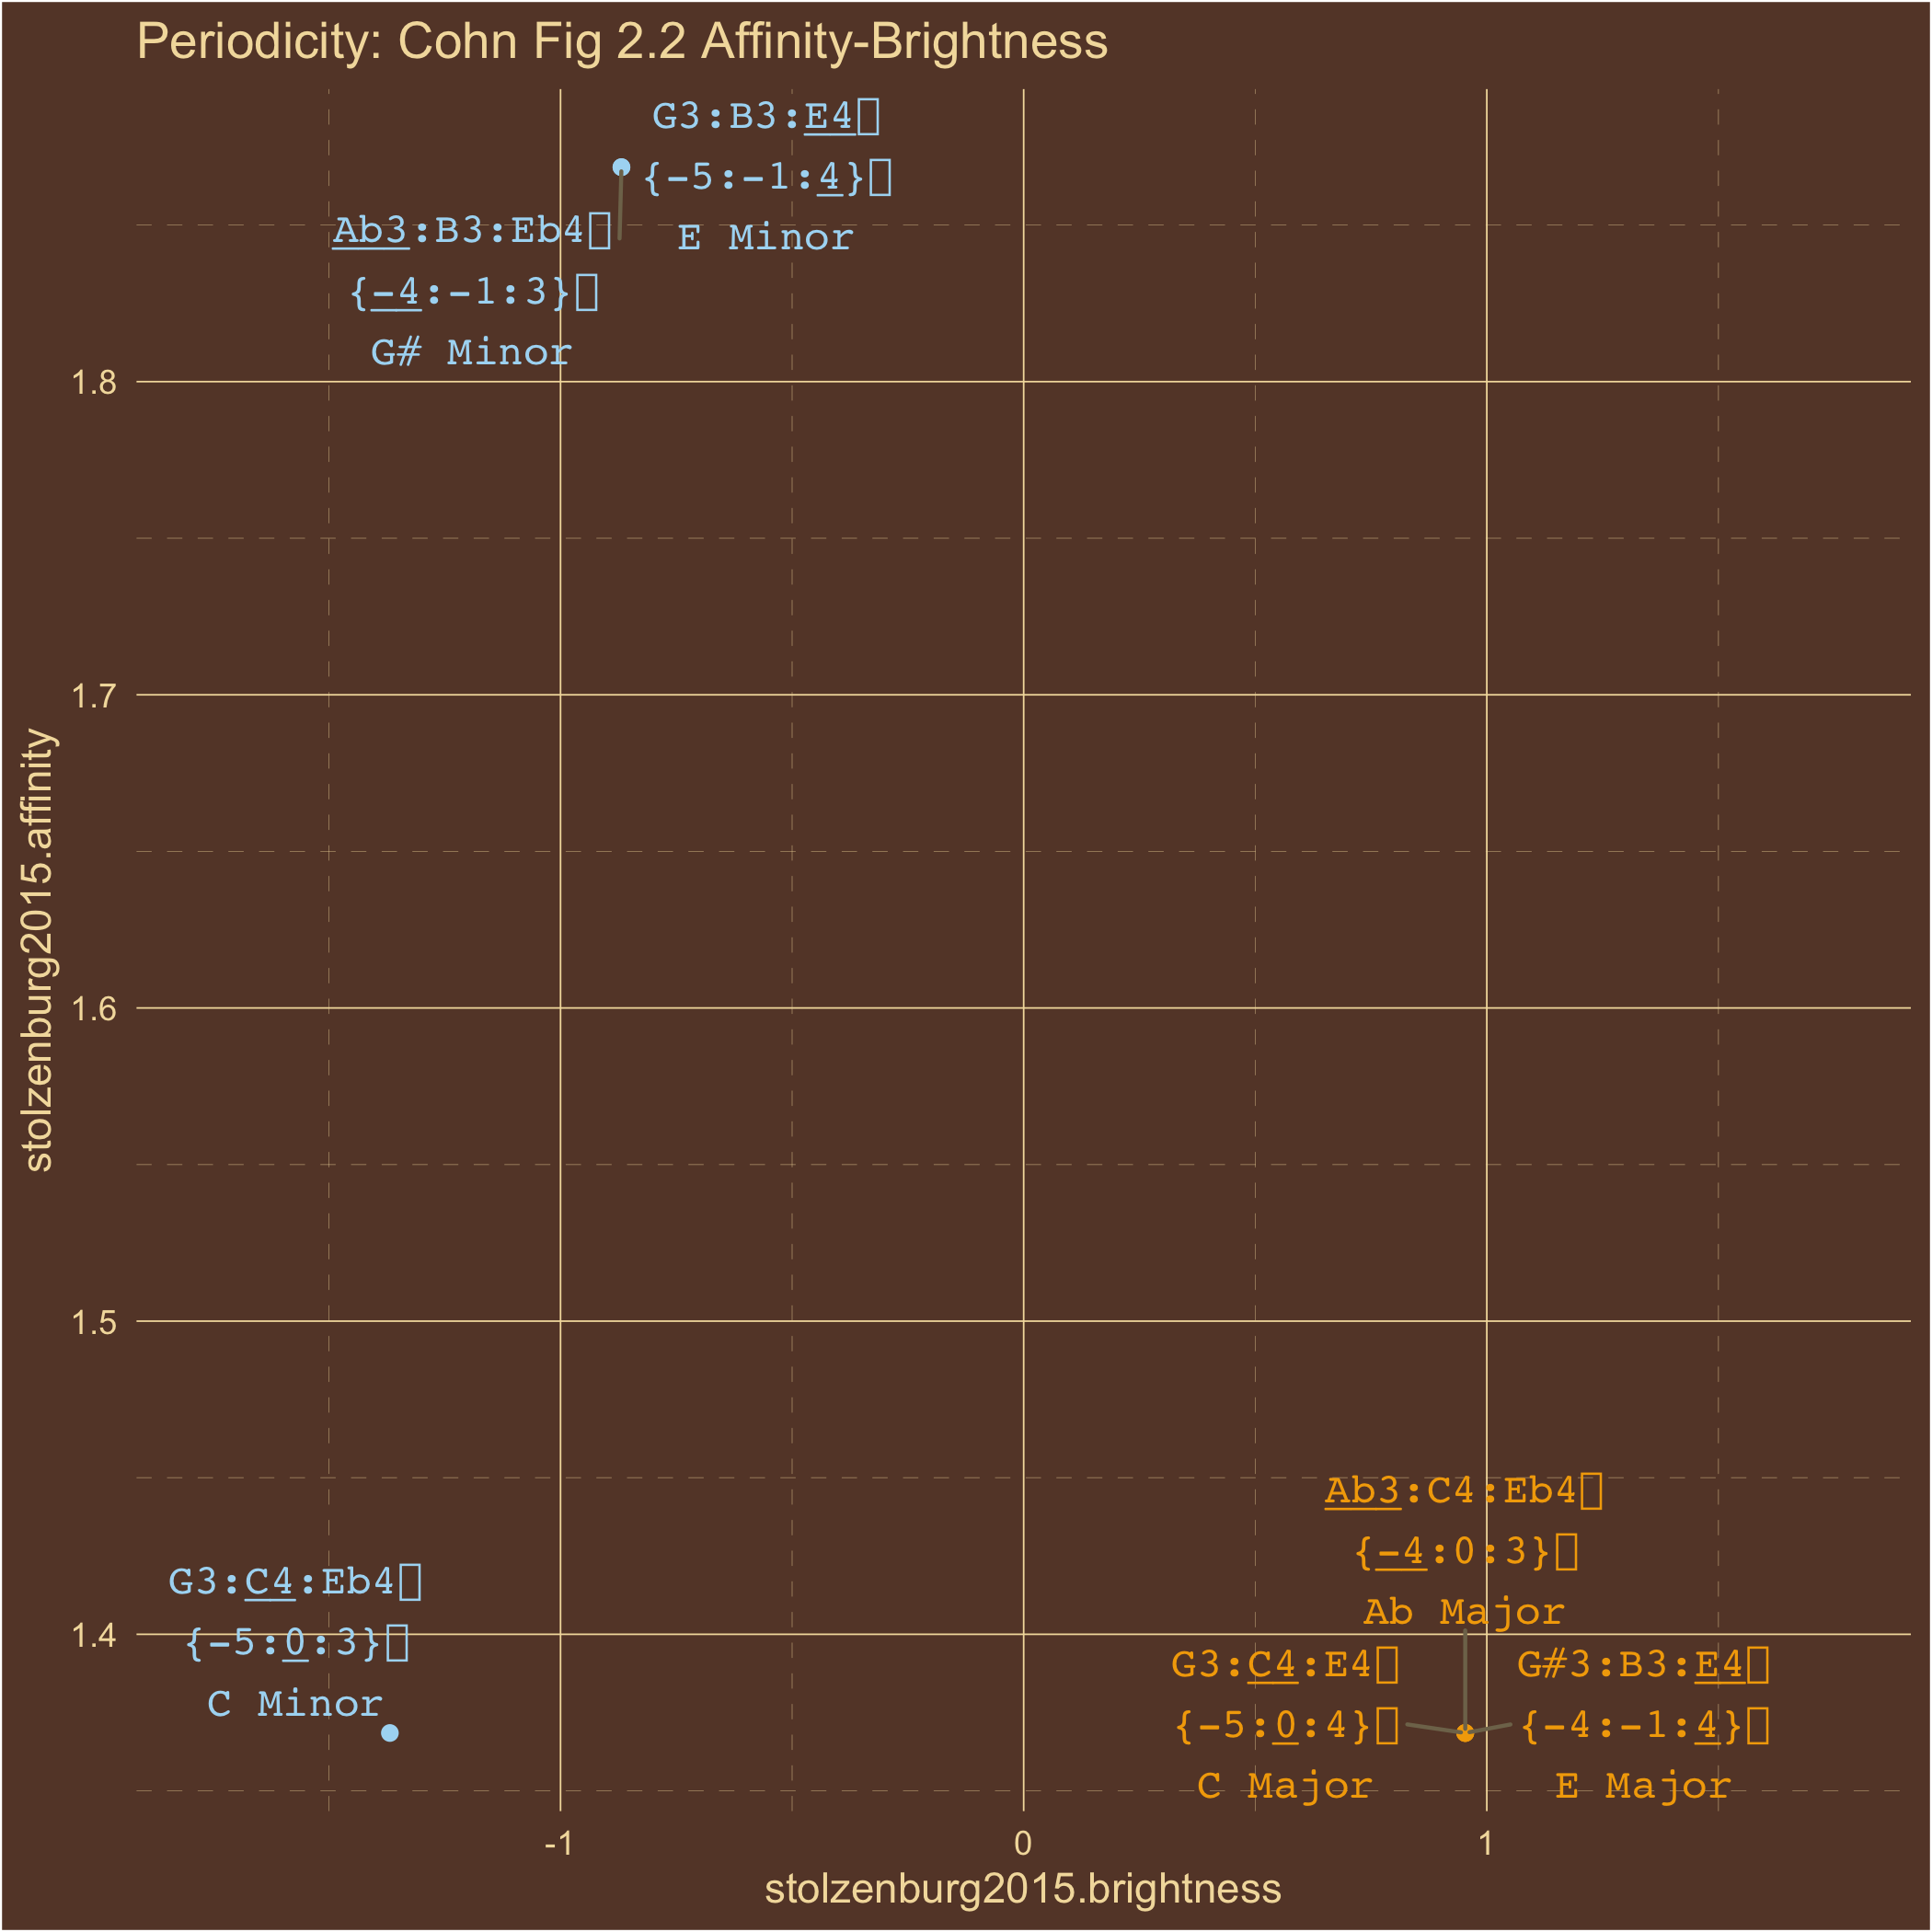 Periodicity: Cohn Fig 2.2 Affinity-Brightness
G3:B3:E4▯
{-5:-1:4}▯
E Minor
Ab3:B3:Eb4▯
{-4:-1:3}▯
G# Minor
1.8
1.7
1.6
1.5
1.4
stolzenburg2015.affinity
Ab3:C4:Eb4▯
{-4:0:3}▯
Ab Major
G3:C4:Eb4▯
{-5:0:3}▯
C Minor
G3:C4:E4▯
{-5:0:4}▯
C Major
G#3:B3:E4▯
{-4:-1:4}▯
E Major
-1
0
1
stolzenburg2015.brightness